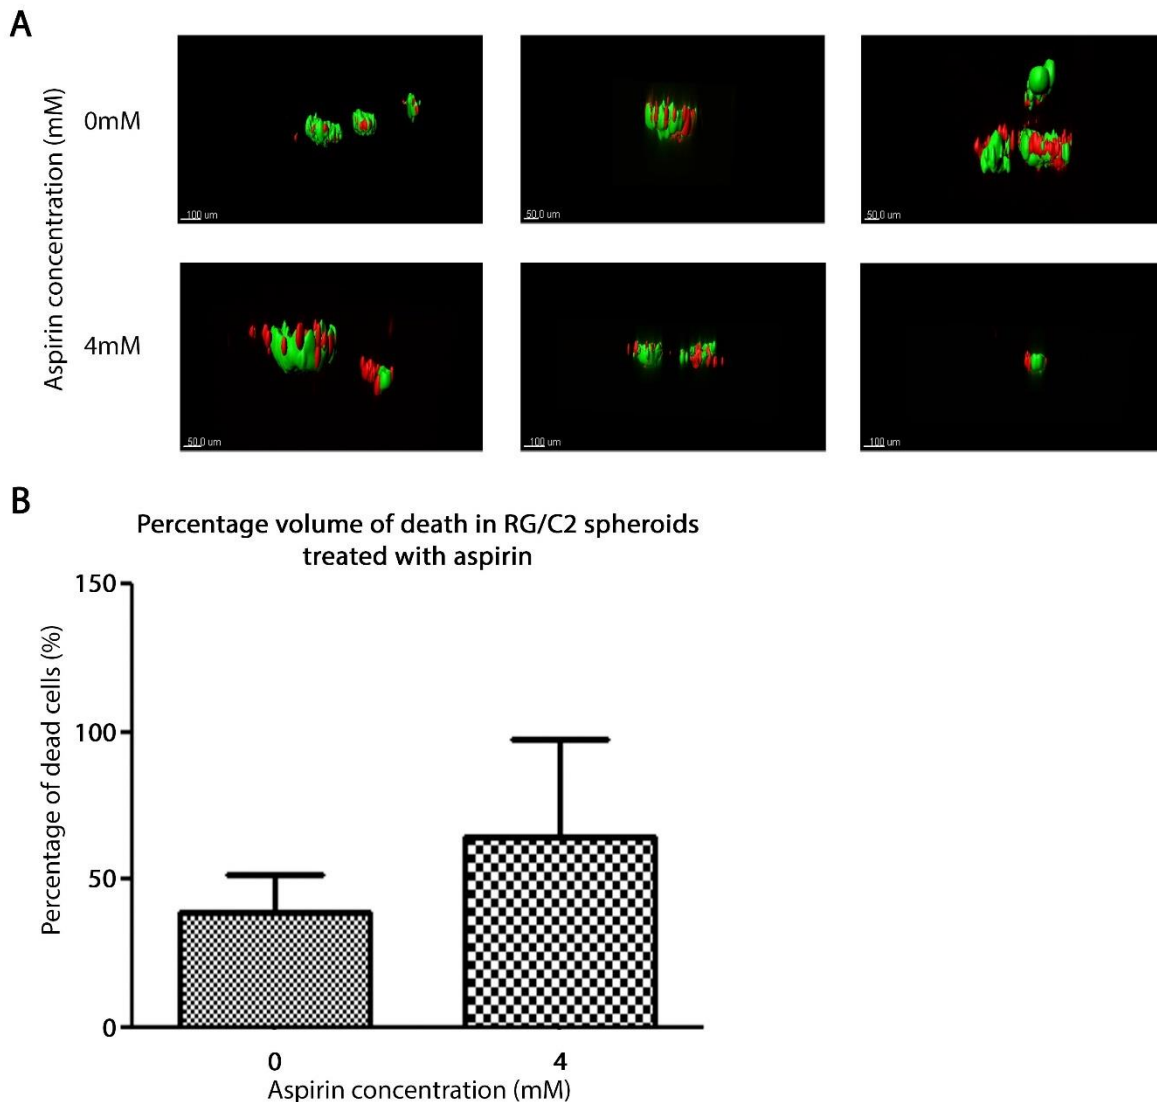 A
Aspirin concentration (mM)
0mM
100 um
50.0 um
50.0 um
4mM
50.0 um
100 um
100 um
B
Percentage volume of death in RG/C2 spheroids
treated with aspirin
Percentage of dead cells (%)
150
100
50
0
0
4
Aspirin concentration (mM)